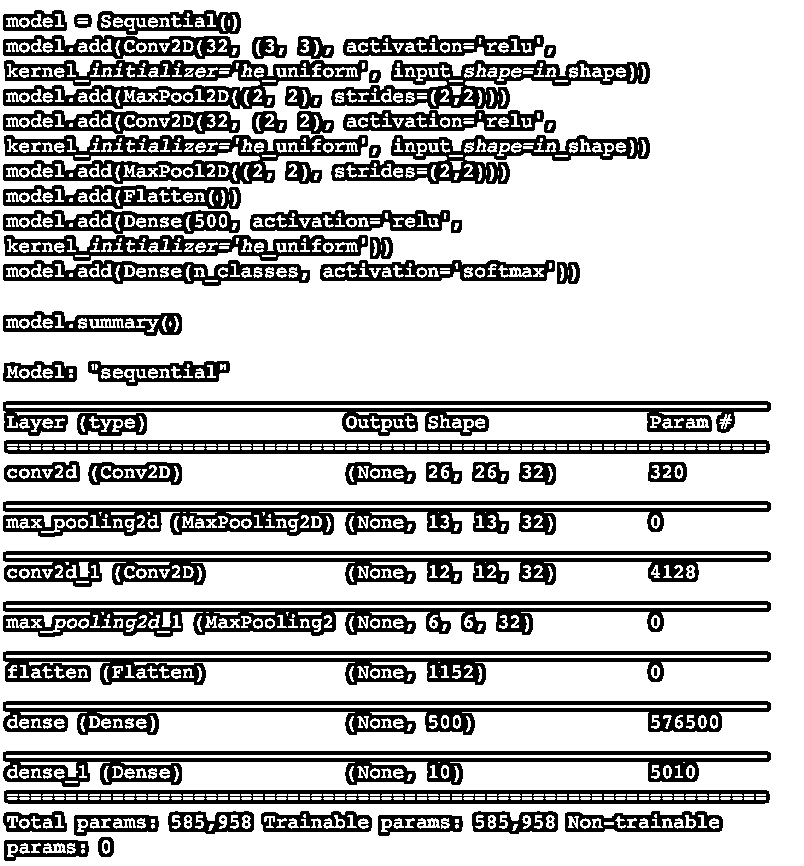 model = Sequential()
model.add(Conv2D(32, (3, 3), activation='relu',
kernel_initializer='he_uniform', input_shape=in_shape))
model.add(MaxPool2D((2, 2), strides=(2,2)))
model.add(Conv2D(32, (2, 2), activation='relu',
kernel_initializer='he_uniform', input_shape=in_shape))
model.add(MaxPool2D((2, 2), strides=(2,2)))
model.add(Flatten())
model.add(Dense(500, activation='relu',
kernel_initializer='he_uniform'))
model.add(Dense(n_classes, activation='softmax'))
model.summary()
Model: "sequential"
Layer (type) Output Shape Param #
conv2d (Conv2D) (None, 26, 26, 32) 320
max_pooling2d (MaxPooling2D) (None, 13, 13, 32) 0
conv2d_1 (Conv2D) (None, 12, 12, 32) 4128
max_pooling2d_1 (MaxPooling2 (None, 6, 6, 32) 0
flatten (Flatten) (None, 1152) 0
dense (Dense) (None, 500) 576500
dense_1 (Dense) (None, 10) 5010
Total params: 585,958 Trainable params: 585,958 Non-trainable
params: 0